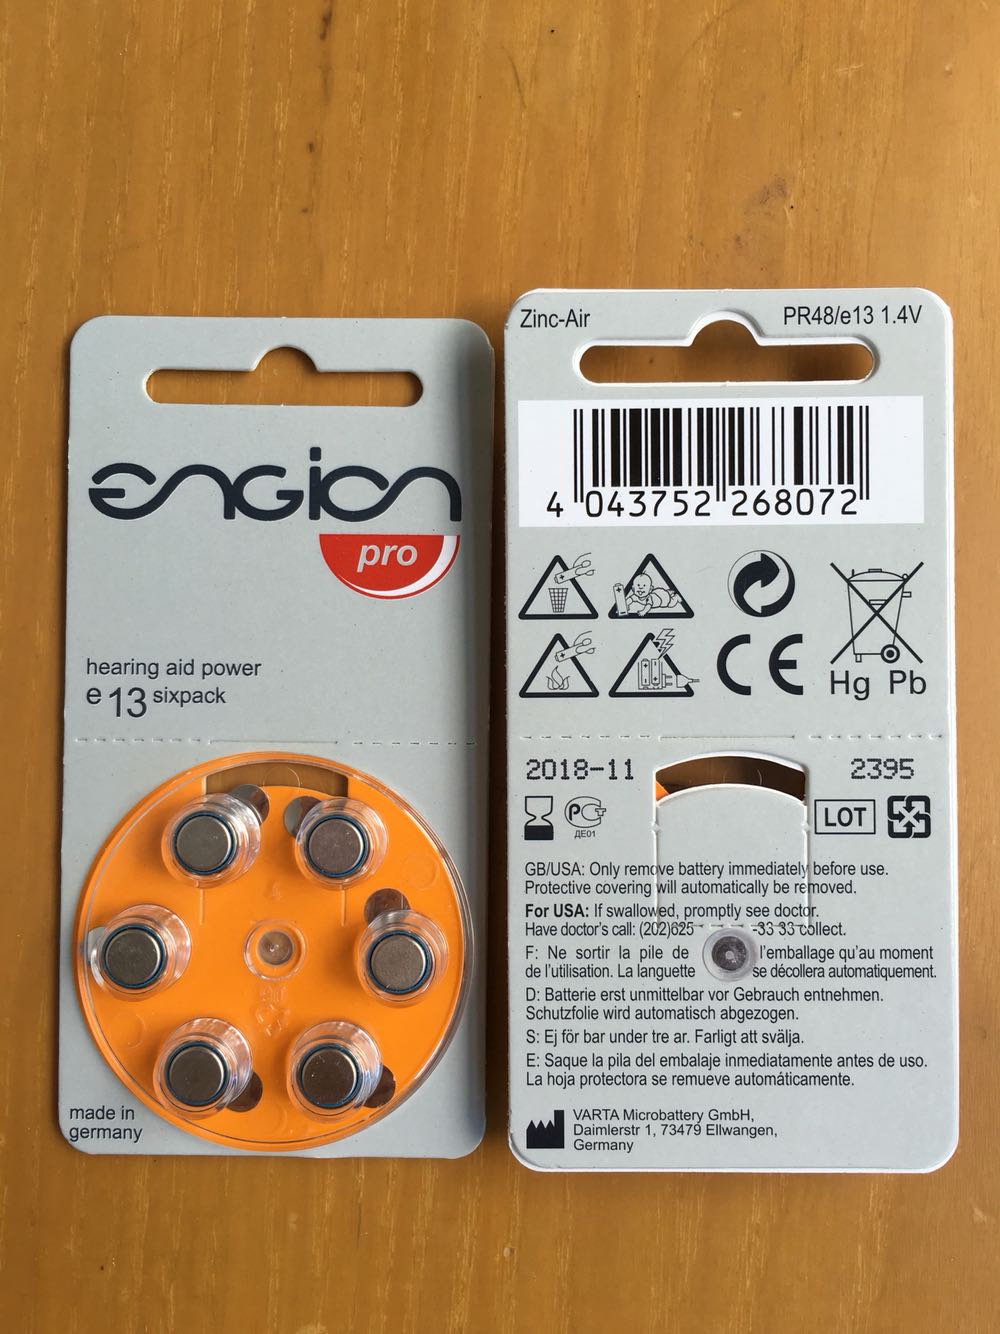 engion
pro
hearing aid power
e 13 sixpack
made in
germany
Zinc-Air PR48/e13 1.4V
4 043752 268072
CE
Hg Pb
2018-11 2395
PC
ДЕ01
LOT
GB/USA: Only remove battery immediately before use.
Protective covering will automatically be removed.
For USA: If swallowed, promptly see doctor.
Have doctor's call: (202)625 -33 33 collect.
F: Ne sortir la pile de l'emballage qu'au moment
de l'utilisation. La languette se décollera automatiquement.
D: Batterie erst unmittelbar vor Gebrauch entnehmen.
Schutzfolie wird automatisch abgezogen.
S: Ej för bar under tre ar. Farligt att svälja.
E: Saque la pila del embalaje inmediatamente antes de uso.
La hoja protectora se remueve automáticamente.
VARTA Microbattery GmbH,
Daimlerstr 1, 73479 Ellwangen,
Germany